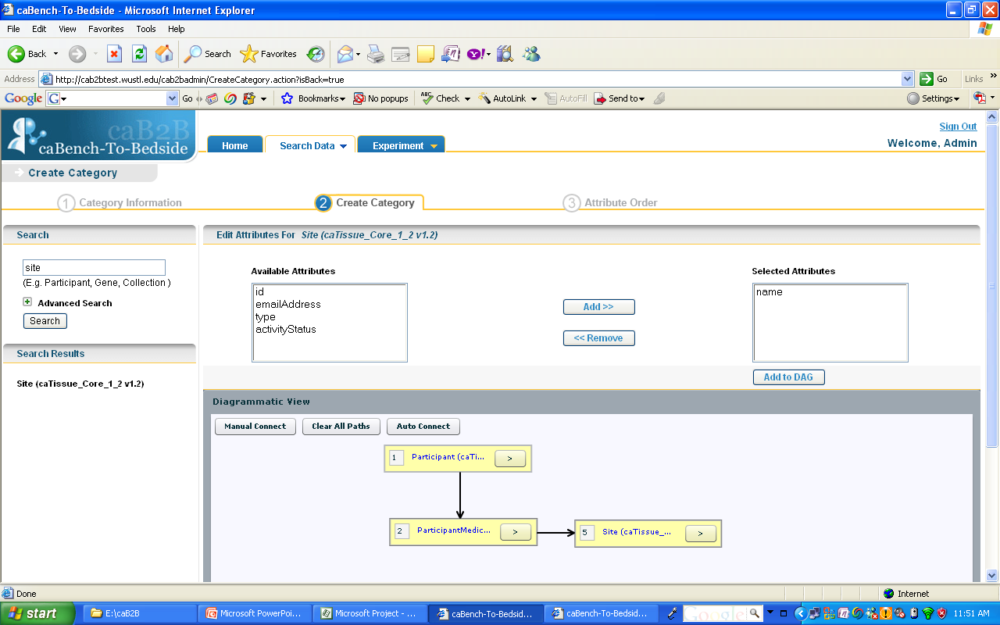 caBench-To-Bedside - Microsoft Internet Explorer
File Edit View Favorites Tools Help
Back Search Favorites
Address http://cab2btest.wustl.edu/cab2badmin/CreateCategory.action?isBack=true Go Links »
Google G Go Bookmarks No popups ABC Check AutoLink AutoFill Send to Settings
caB2B
caBench-To-Bedside
Home Search Data Experiment
Sign Out
Welcome, Admin
Create Category
1 Category Information 2 Create Category 3 Attribute Order
Search
site
(E.g. Participant, Gene, Collection )
Advanced Search
Search
Search Results
Site (caTissue_Core_1_2 v1.2)
Edit Attributes For Site (caTissue_Core_1_2 v1.2)
Available Attributes
id
emailAddress
type
activityStatus
Add >>
<< Remove
Selected Attributes
name
Add to DAG
Diagrammatic View
Manual Connect Clear All Paths Auto Connect
1 Participant (caTi... >
2 ParticipantMedic... >
5 Site (caTissue_... >
Done Internet
start E:\caB2B Microsoft PowerPoi... Microsoft Project - ... caBench-To-Bedsid... caBench-To-Bedsid... Google 11:51 AM